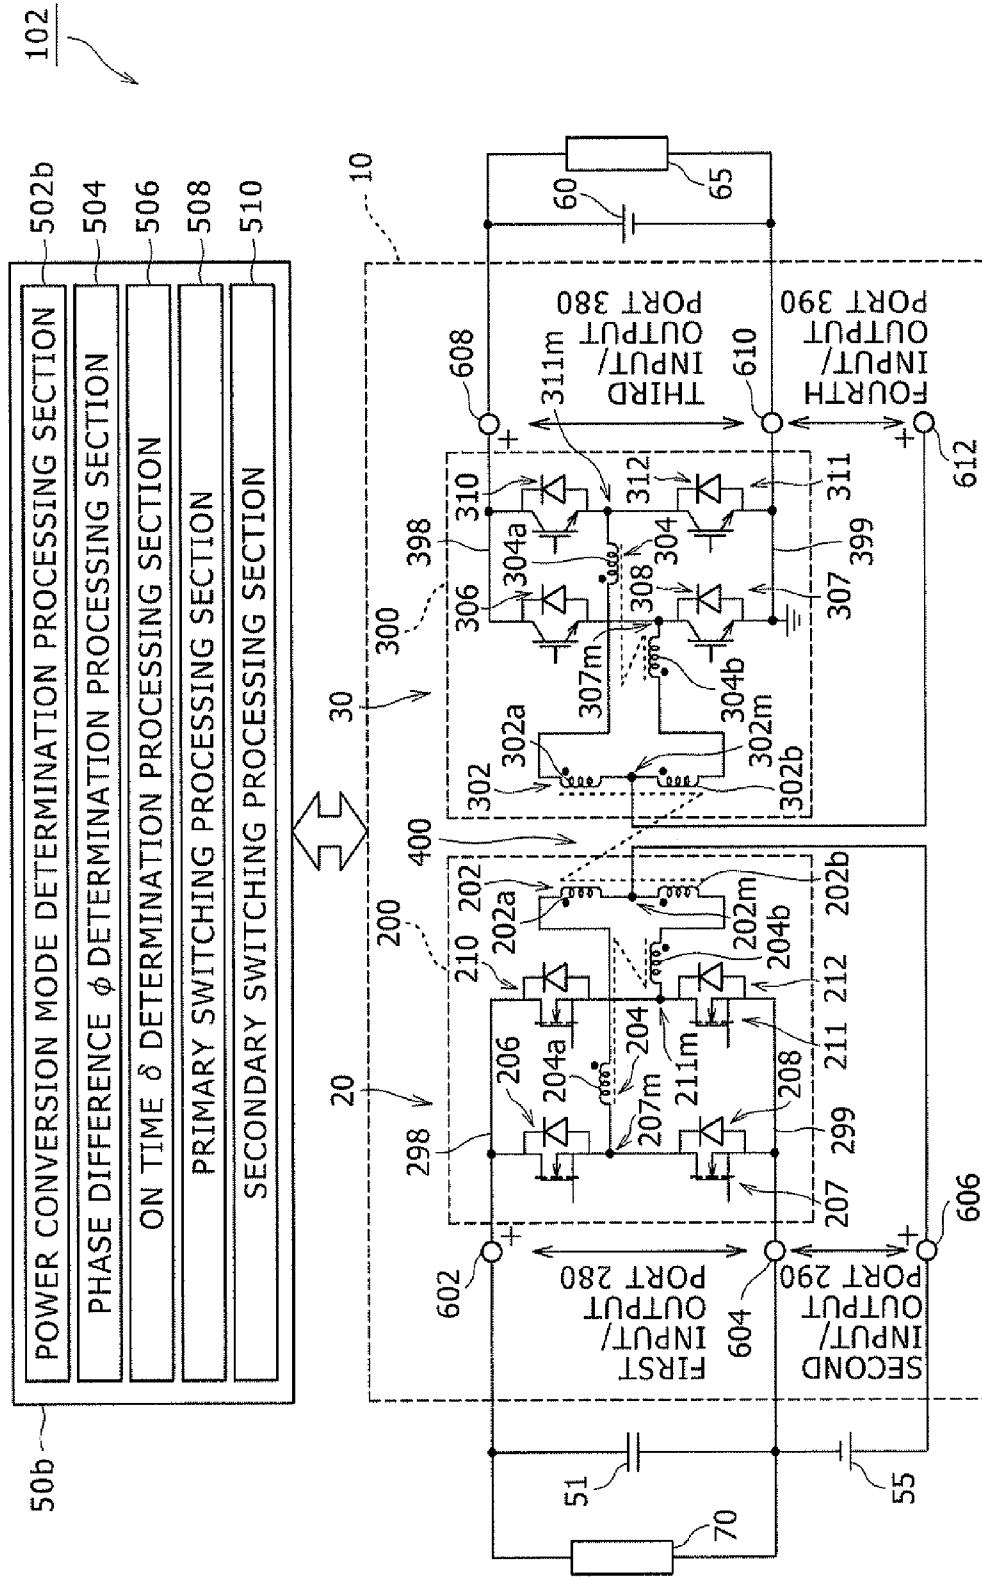 102
POWER CONVERSION MODE DETERMINATION PROCESSING SECTION
502b
PHASE DIFFERENCE ϕ DETERMINATION PROCESSING SECTION
504
ON TIME δ DETERMINATION PROCESSING SECTION
506
PRIMARY SWITCHING PROCESSING SECTION
508
SECONDARY SWITCHING PROCESSING SECTION
510
50b
10
20
200
30
300
400
298
206
210
202
202a
398
306
310
608
602
+
204a
204
207m
211m
204b
202m
202b
208
212
207
211
299
302
302a
302m
302b
304a
304
304b
307m
308
312
311m
307
311
399
+
60
65
FIRST
INPUT/
OUTPUT
PORT 280
THIRD
INPUT/
OUTPUT
PORT 380
604
610
SECOND
INPUT/
OUTPUT
PORT 290
FOURTH
INPUT/
OUTPUT
PORT 390
+
606
+
612
70
51
55